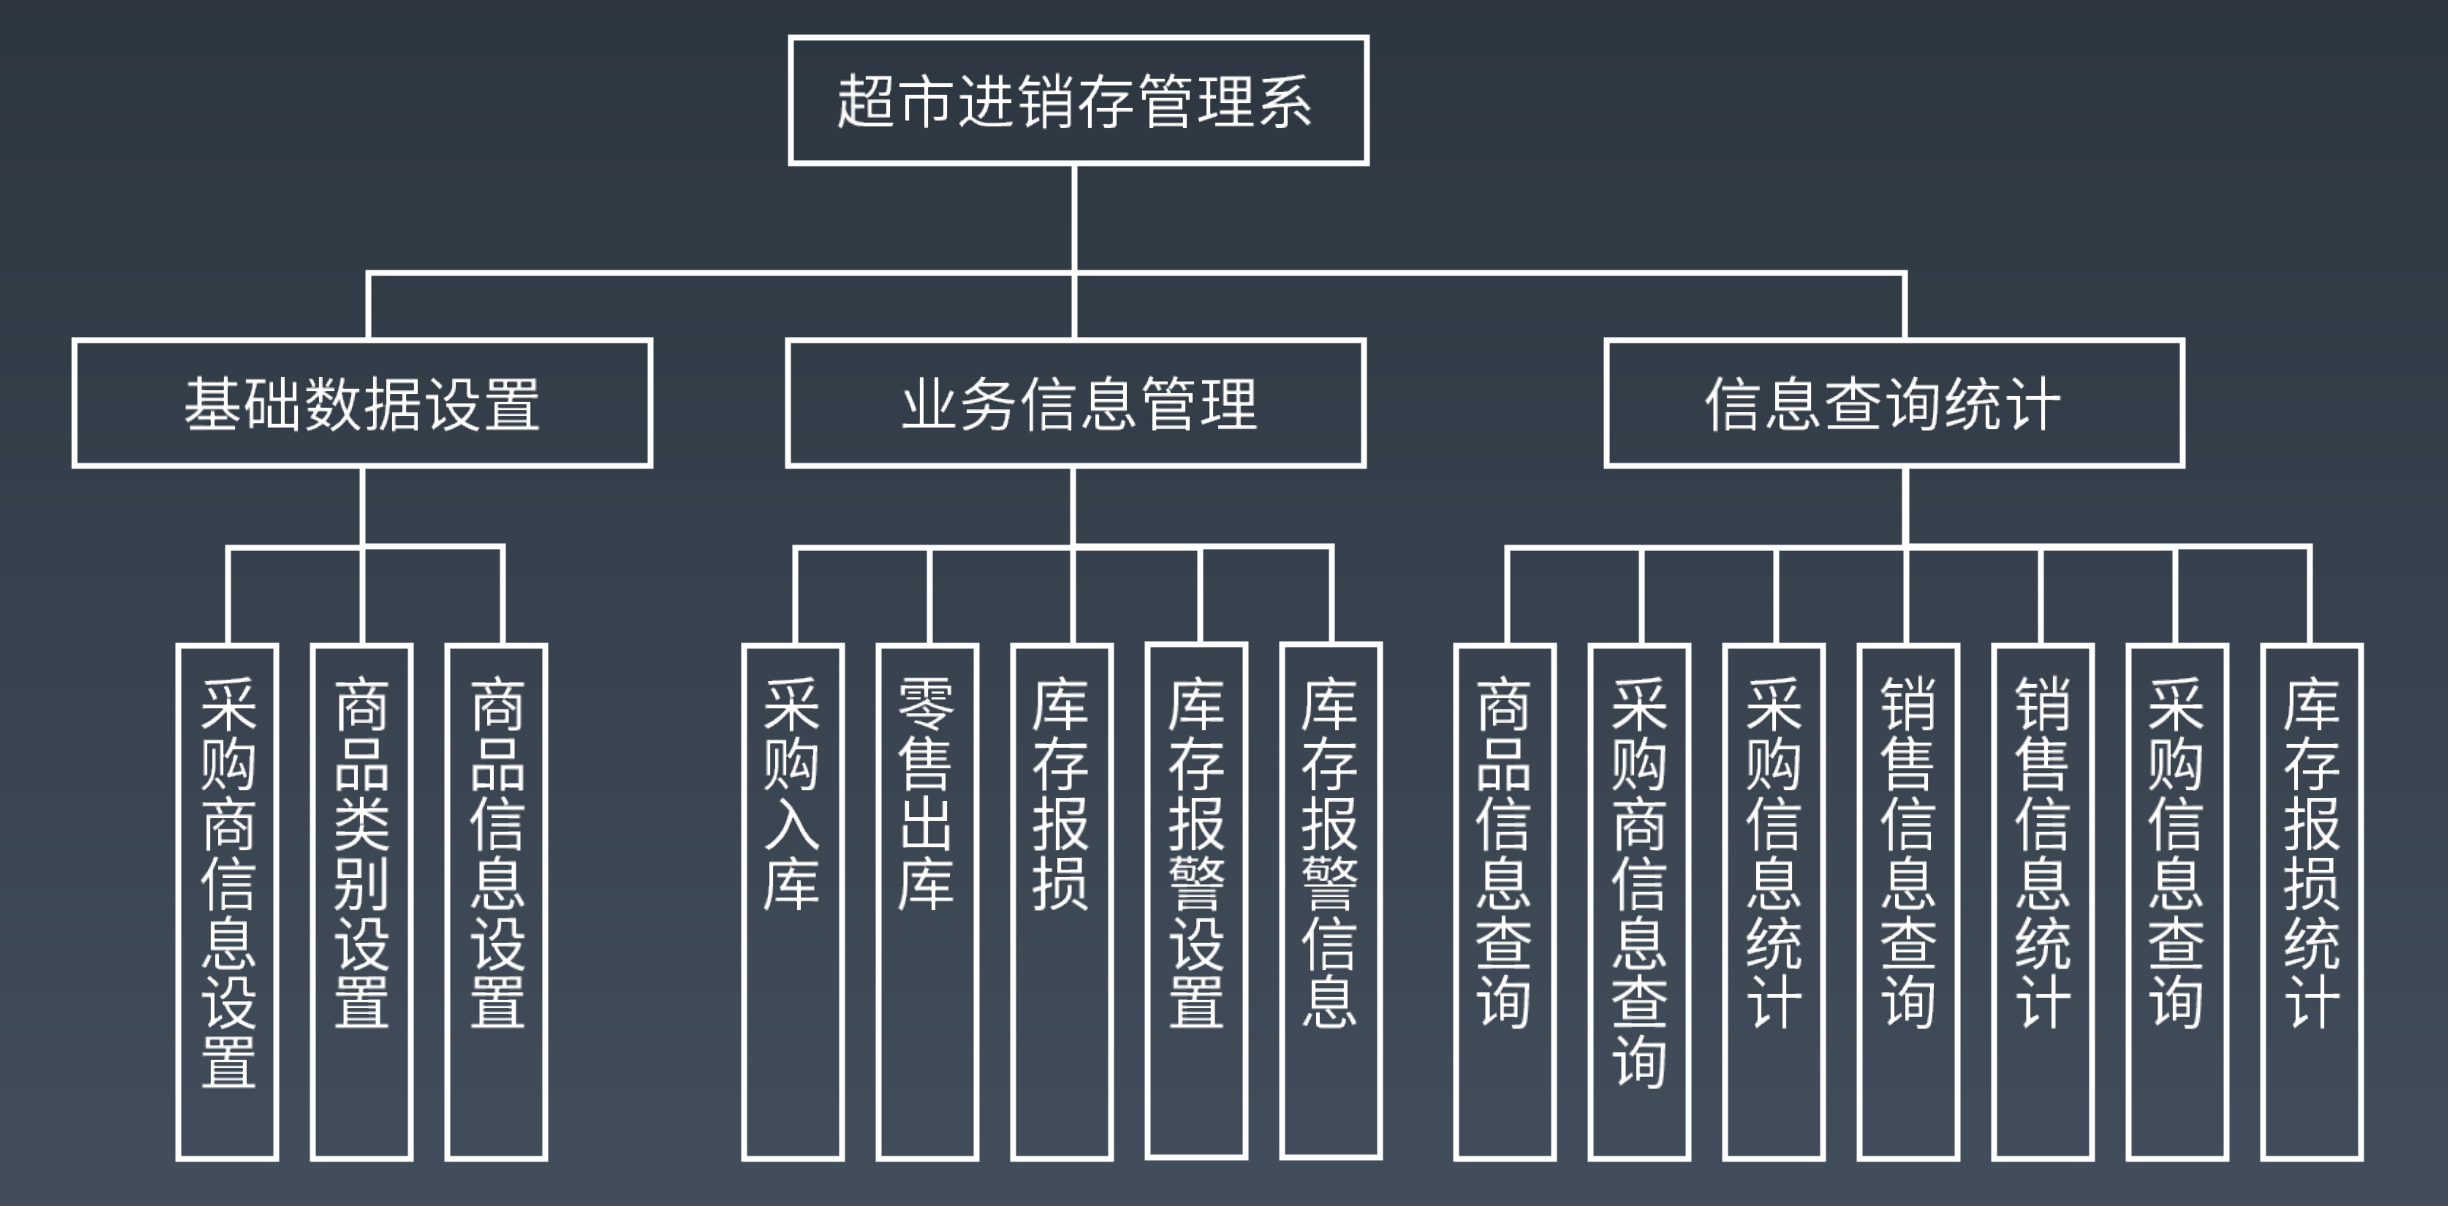 超市进销存管理系
基础数据设置
业务信息管理
信息查询统计
采购商信息设置
商品类别设置
商品信息设置
采购入库
零售出库
库存报损
库存报警设置
库存报警信息
商品信息查询
采购商信息查询
采购信息统计
销售信息查询
销售信息统计
采购信息查询
库存报损统计